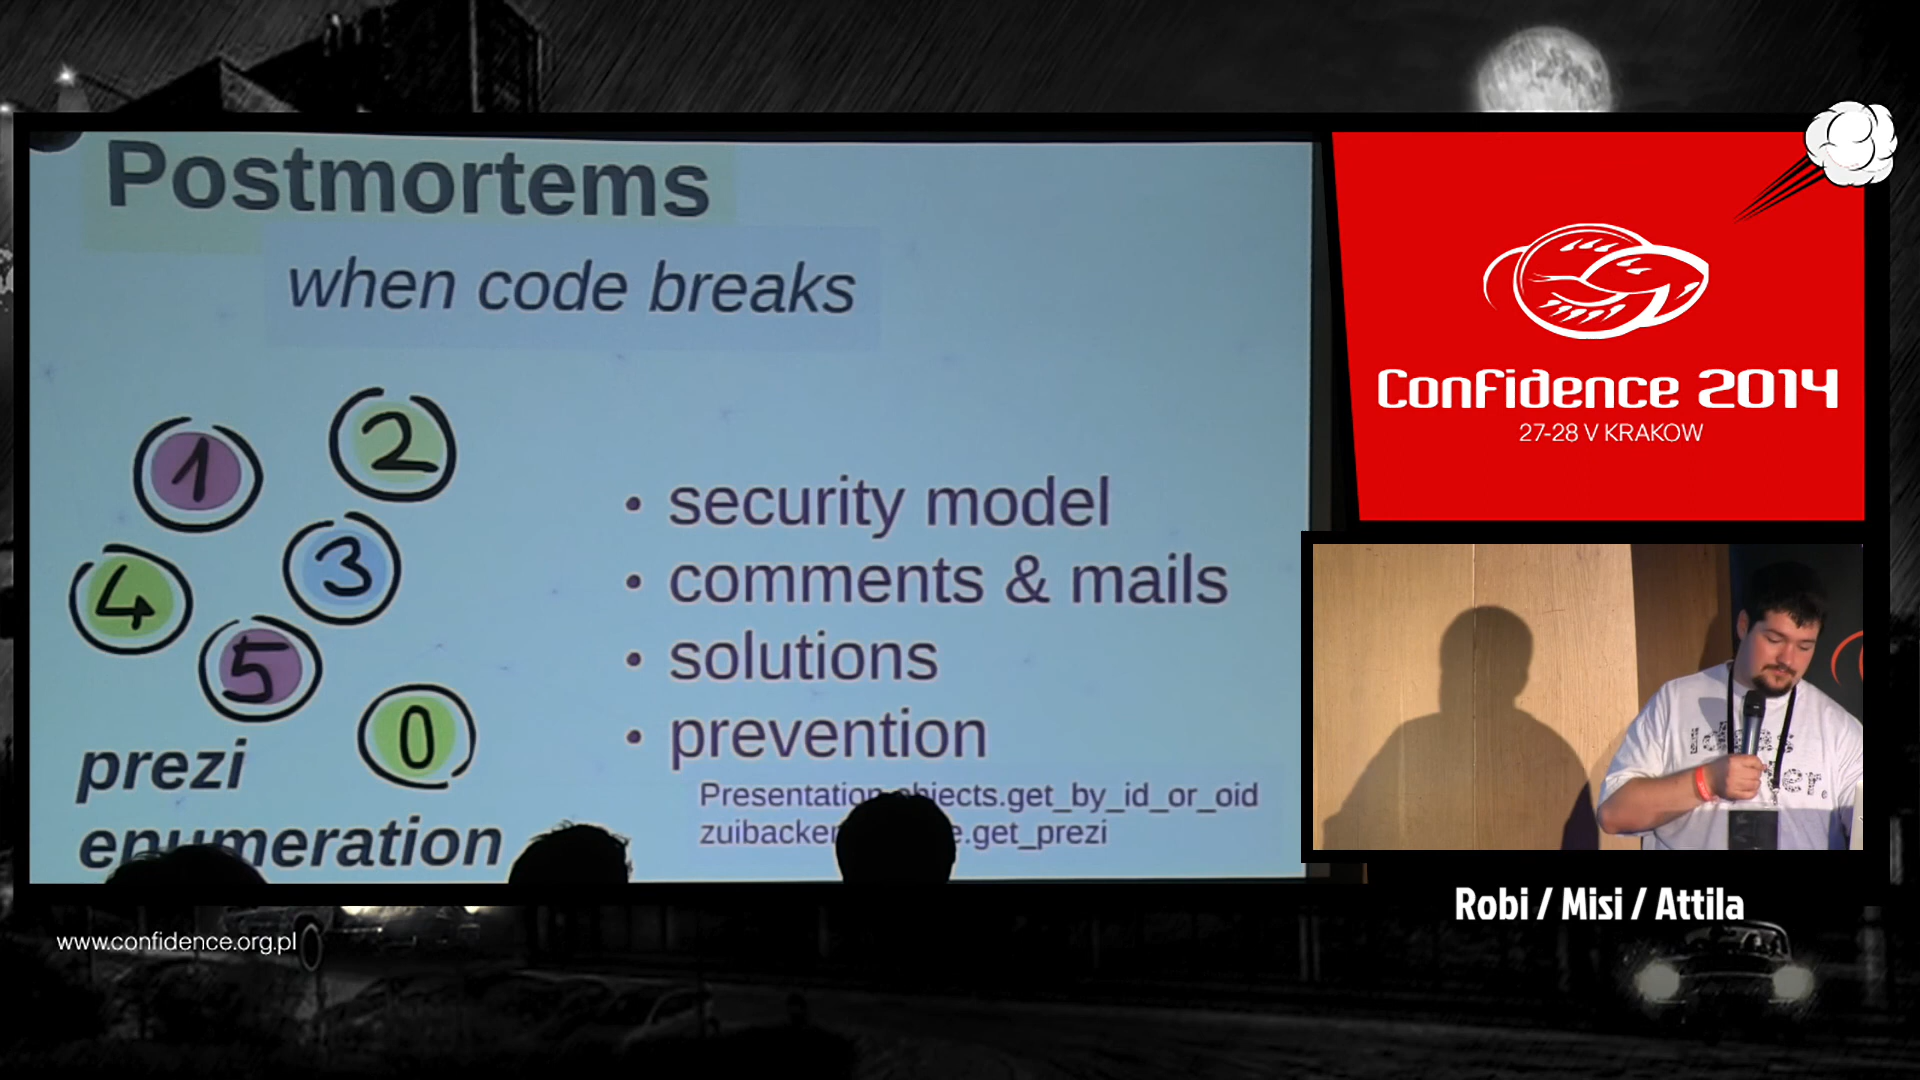 Postmortems
when code breaks
1
2
3
4
5
0
prezi
enumeration
• security model
• comments & mails
• solutions
• prevention
get_by_id_or_oid
get_prezi
ConFidence 2014
27-28 V KRAKOW
Robi / Misi / Attila
www.confidence.org.pl